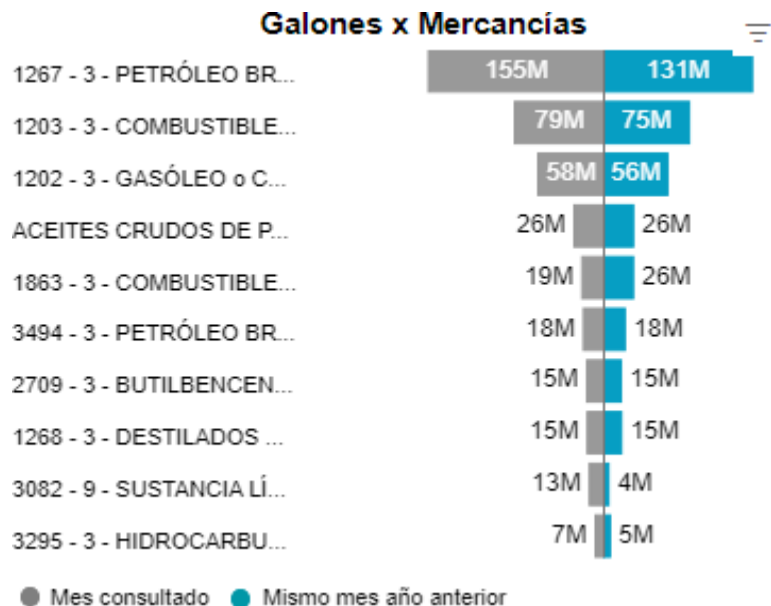 Galones x Mercancías
1267 - 3 - PETRÓLEO BR... 155M 131M
1203 - 3 - COMBUSTIBLE... 79M 75M
1202 - 3 - GASÓLEO o C... 58M 56M
ACEITES CRUDOS DE P... 26M 26M
1863 - 3 - COMBUSTIBLE... 19M 26M
3494 - 3 - PETRÓLEO BR... 18M 18M
2709 - 3 - BUTILBENCEN... 15M 15M
1268 - 3 - DESTILADOS ... 15M 15M
3082 - 9 - SUSTANCIA LÍ... 13M 4M
3295 - 3 - HIDROCARBU... 7M 5M
Mes consultado Mismo mes año anterior